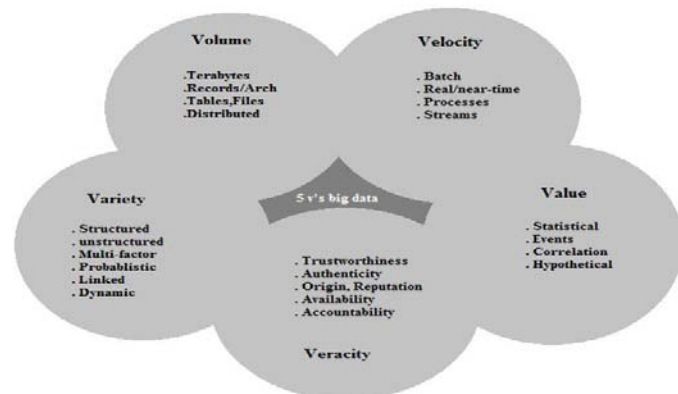 Volume
.Terabytes
.Records/Arch
.Tables,Files
.Distributed
Velocity
. Batch
. Real/near-time
. Processes
. Streams
Variety
. Structured
. unstructured
. Multi-factor
. Probablistic
. Linked
. Dynamic
5 v's big data
Value
. Statistical
. Events
. Correlation
. Hypothetical
. Trustworthiness
. Authenticity
. Origin, Reputation
. Availability
. Accountability
Veracity